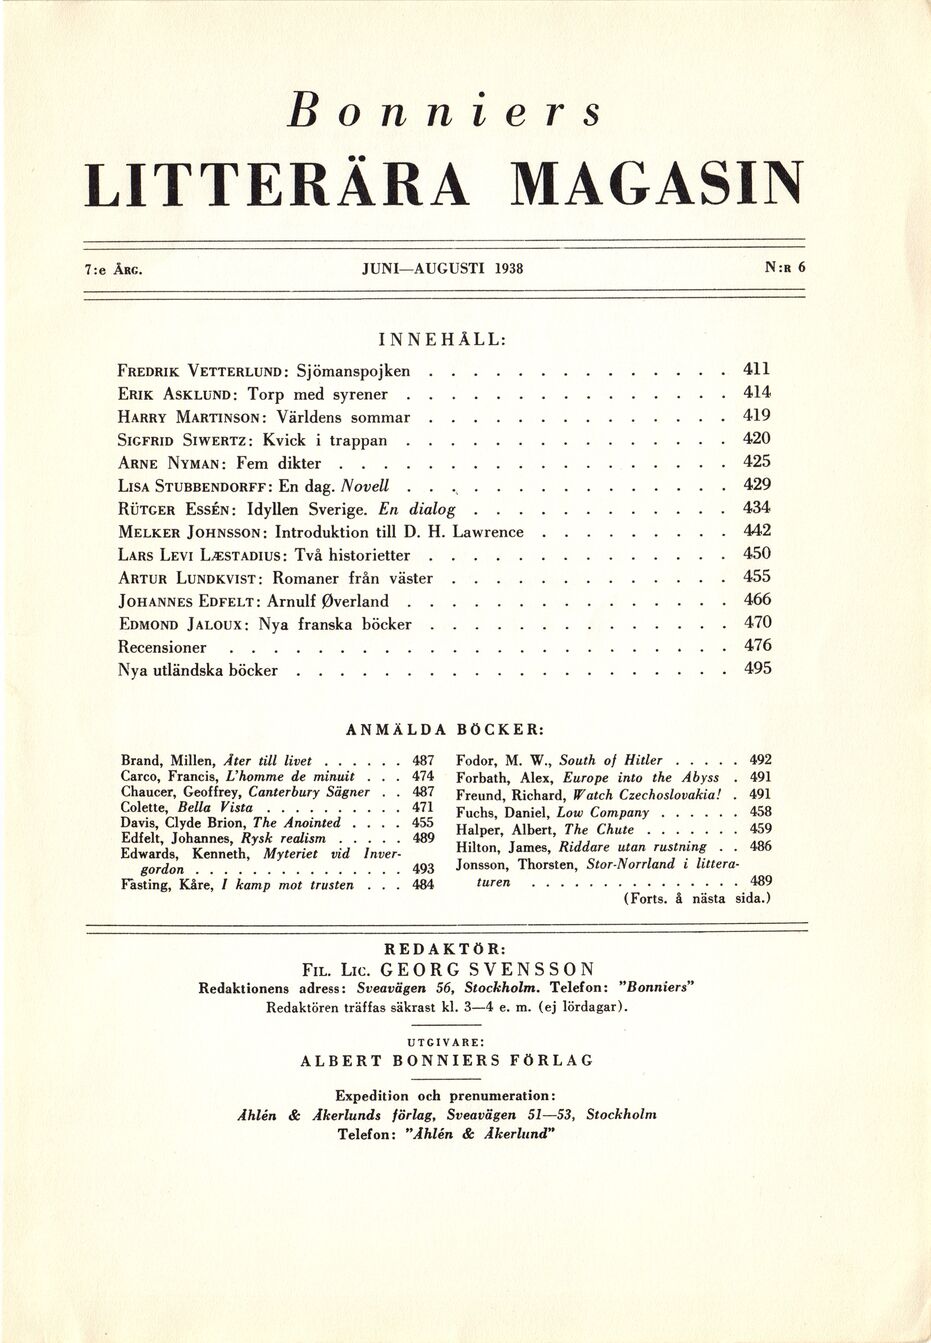 Bonniers
LITTERÄRA MAGASIN
7:e ÅRG. JUNI—AUGUSTI 1938 N:R 6
INNEHÅLL:
FREDRIK VETTERLUND: Sjömanspojken . . . . . . . . . . . . . . 411
ERIK ASKLUND: Torp med syrener . . . . . . . . . . . . . . . 414
HARRY MARTINSON: Världens sommar . . . . . . . . . . . . . . 419
SIGFRID SIWERTZ: Kvick i trappan . . . . . . . . . . . . . . . 420
ARNE NYMAN: Fem dikter . . . . . . . . . . . . . . . . . . 425
LISA STUBBENDORFF: En dag. Novell . . . . . . . . . . . . . . . 429
RÜTGER ESSÉN: Idyllen Sverige. En dialog . . . . . . . . . . . . 434
MELKER JOHNSSON: Introduktion till D. H. Lawrence . . . . . . . . . 442
LARS LEVI LÆSTADIUS: Två historietter . . . . . . . . . . . . . . 450
ARTUR LUNDKVIST: Romaner från väster . . . . . . . . . . . . . 455
JOHANNES EDFELT: Arnulf Øverland . . . . . . . . . . . . . . . 466
EDMOND JALOUX: Nya franska böcker . . . . . . . . . . . . . . 470
Recensioner . . . . . . . . . . . . . . . . . . . . . . . 476
Nya utländska böcker . . . . . . . . . . . . . . . . . . . . 495
ANMÄLDA BÖCKER:
Brand, Millen, Åter till livet . . . . . . 487
Carco, Francis, L'homme de minuit . . . 474
Chaucer, Geoffrey, Canterbury Sägner . . 487
Colette, Bella Vista . . . . . . . . . . 471
Davis, Clyde Brion, The Anointed . . . . 455
Edfelt, Johannes, Rysk realism . . . . . 489
Edwards, Kenneth, Myteriet vid Inver-
gordon . . . . . . . . . . . . . . . 493
Fasting, Kåre, I kamp mot trusten . . . 484
Fodor, M. W., South of Hitler . . . . . 492
Forbath, Alex, Europe into the Abyss . 491
Freund, Richard, Watch Czechoslovakia! . 491
Fuchs, Daniel, Low Company . . . . . . 458
Halper, Albert, The Chute . . . . . . . 459
Hilton, James, Riddare utan rustning . . 486
Jonsson, Thorsten, Stor-Norrland i littera-
turen . . . . . . . . . . . . . . . 489
(Forts. å nästa sida.)
REDAKTÖR:
FIL. LIC. GEORG SVENSSON
Redaktionens adress: Sveavägen 56, Stockholm. Telefon: ”Bonniers”
Redaktören träffas säkrast kl. 3—4 e. m. (ej lördagar).
UTGIVARE:
ALBERT BONNIERS FÖRLAG
Expedition och prenumeration:
Åhlén & Åkerlunds förlag, Sveavägen 51—53, Stockholm
Telefon: ”Åhlén & Åkerlund”